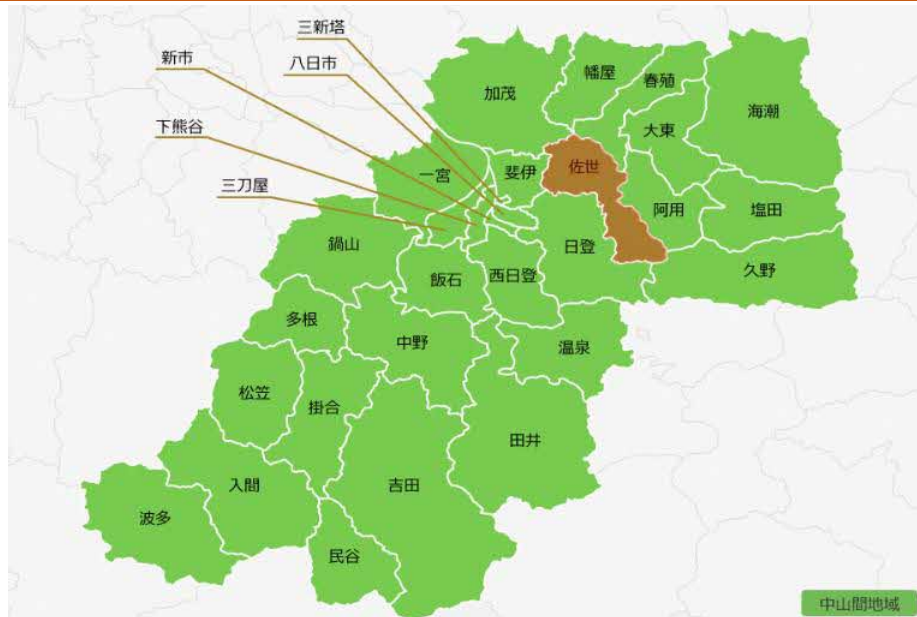 三新塔
新市
八日市
下熊谷
三刀屋
加茂
幡屋
春殖
海潮
大東
佐世
斐伊
一宮
阿用
塩田
日登
鍋山
飯石
西日登
久野
多根
中野
温泉
松笠
掛合
田井
入間
吉田
波多
民谷
中山間地域